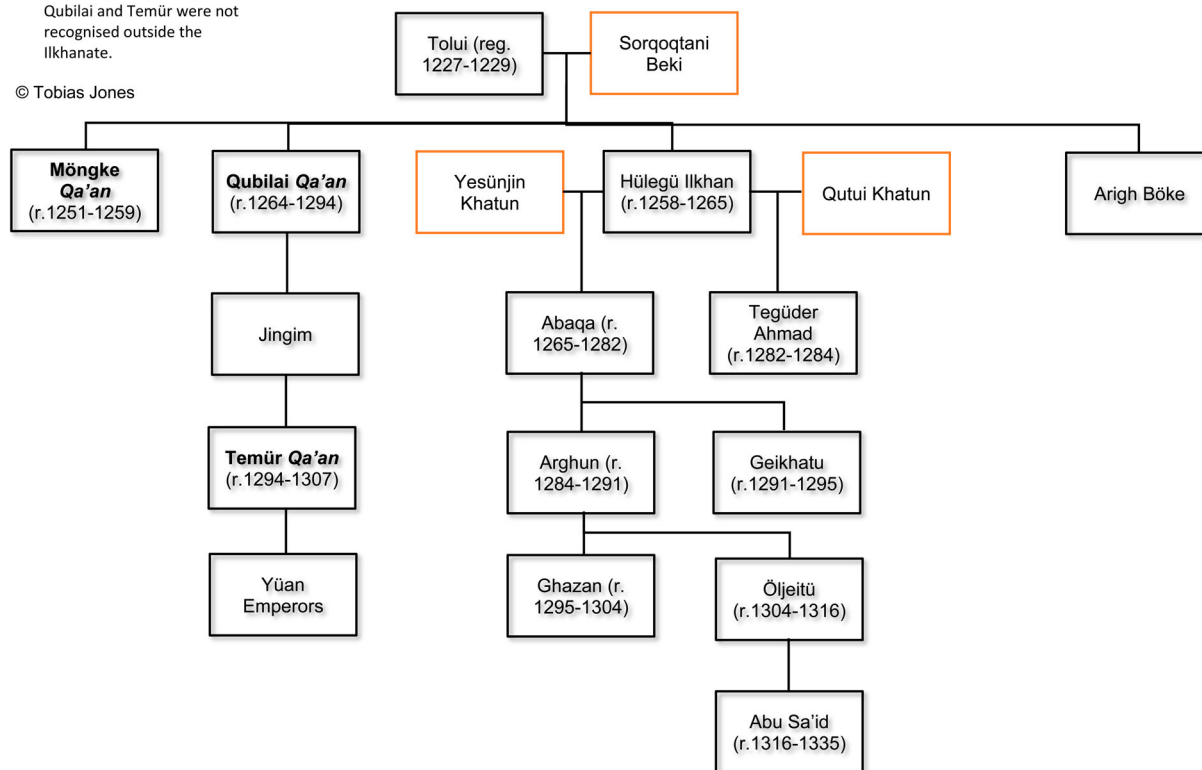 Qubilai and Temür were not
recognised outside the
Ilkhanate.
© Tobias Jones
Tolui (reg.
1227-1229)
Sorqoqtani
Beki
Möngke
Qa’an
(r.1251-1259)
Qubilai Qa’an
(r.1264-1294)
Yesünjin
Khatun
Hülegü Ilkhan
(r.1258-1265)
Qutui Khatun
Arigh Böke
Jingim
Abaqa (r.
1265-1282)
Tegüder
Ahmad
(r.1282-1284)
Temür Qa’an
(r.1294-1307)
Arghun (r.
1284-1291)
Geikhatu
(r.1291-1295)
Yüan
Emperors
Ghazan (r.
1295-1304)
Öljeitü
(r.1304-1316)
Abu Sa’id
(r.1316-1335)